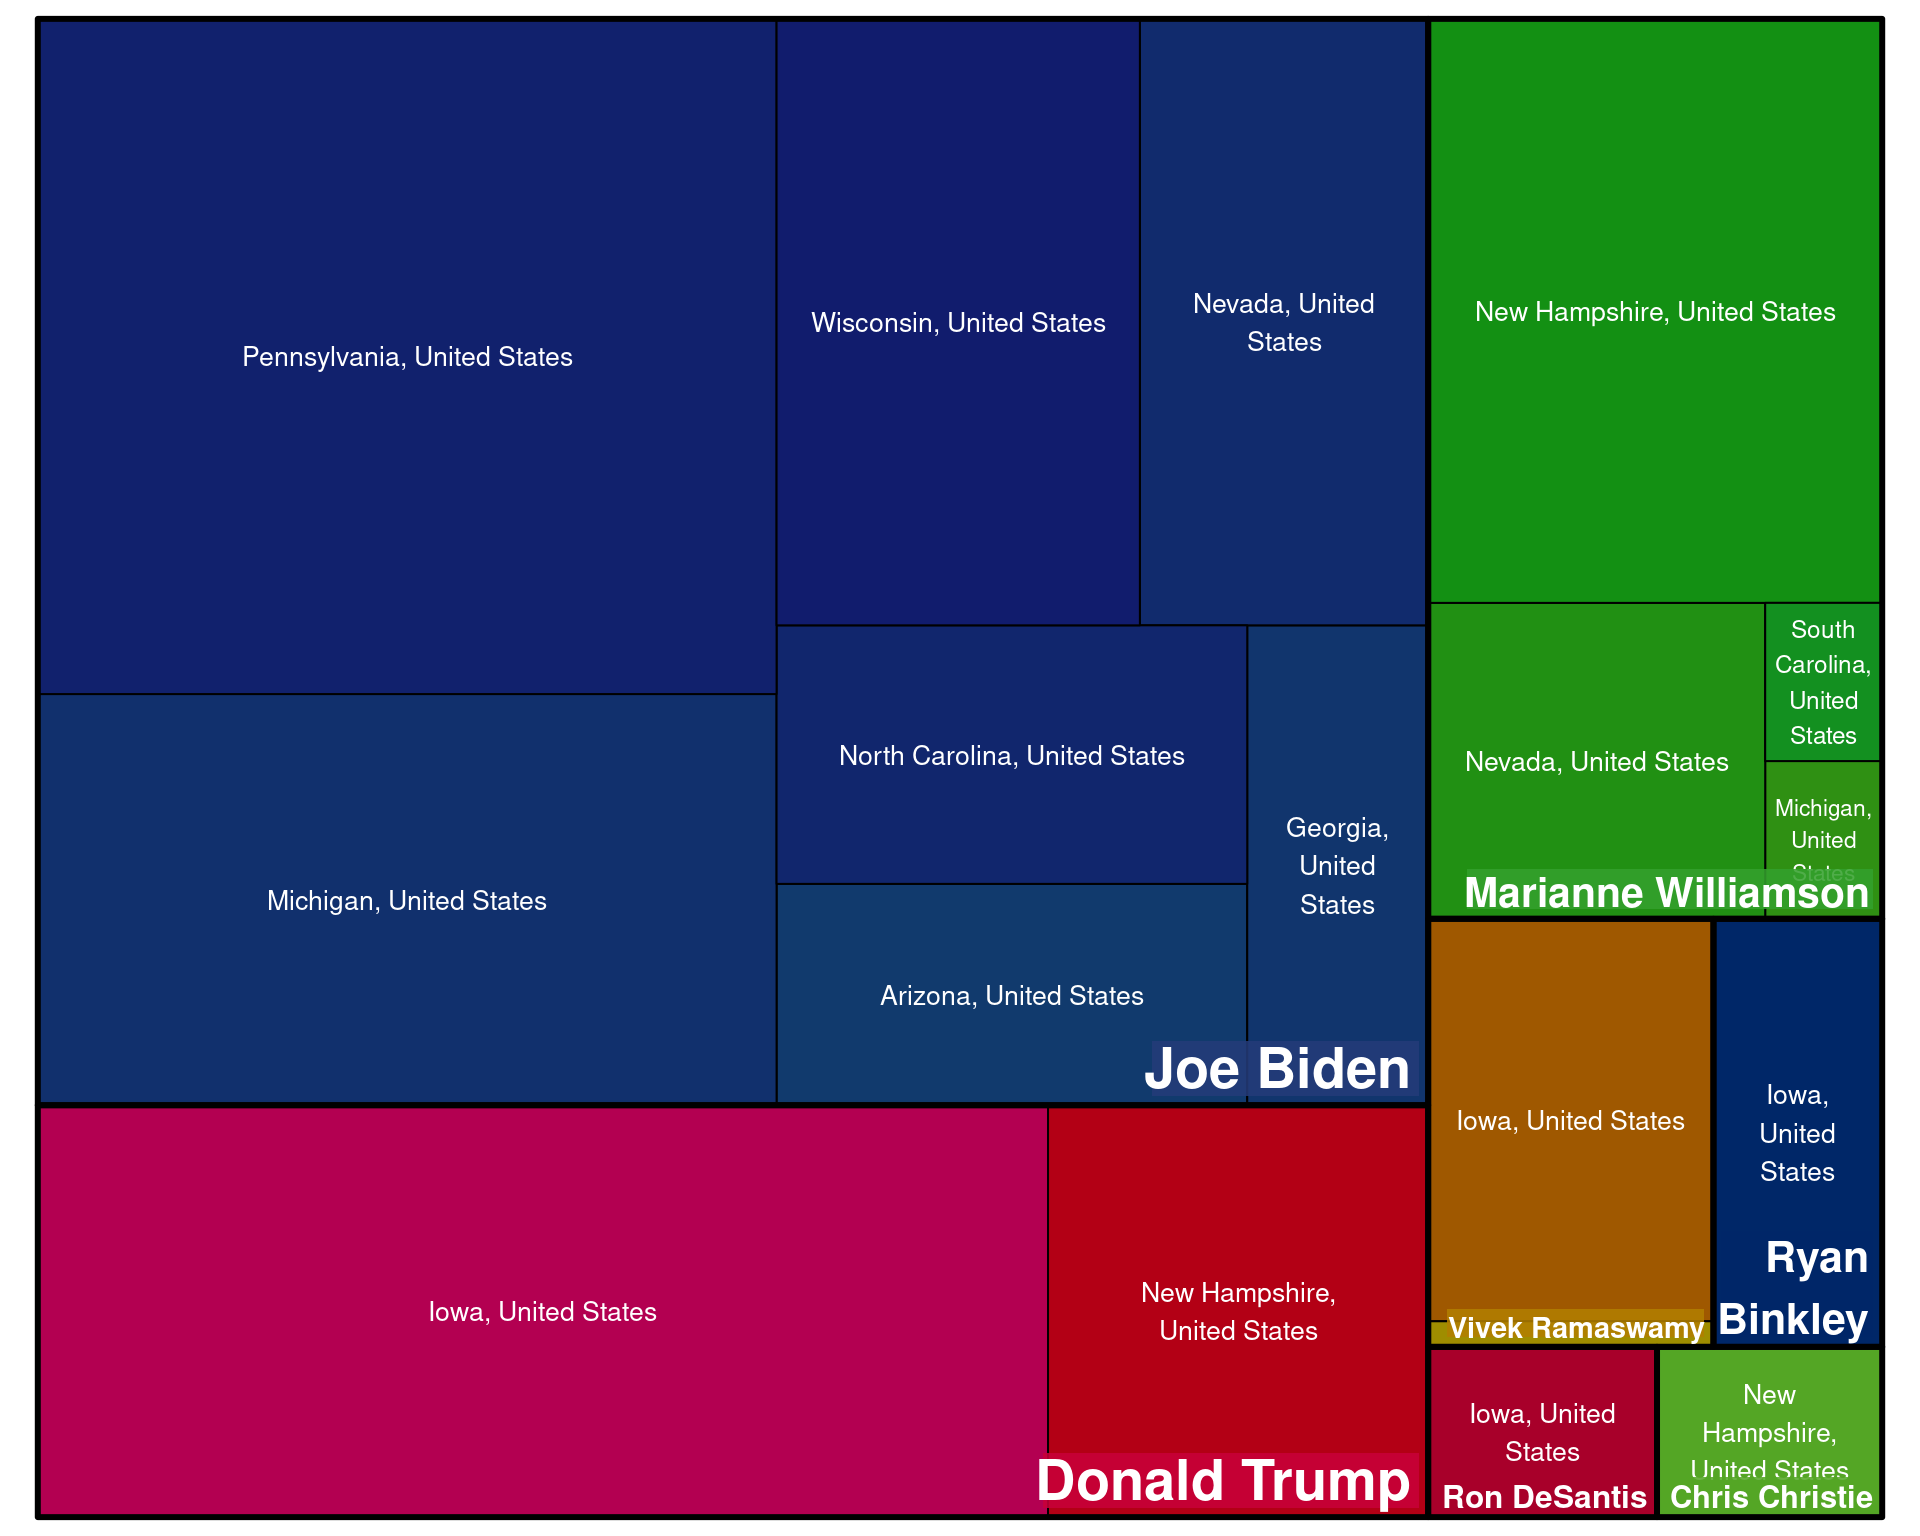 Pennsylvania, United States
Wisconsin, United States
Nevada, United
States
North Carolina, United States
Michigan, United States
Georgia,
United
States
Arizona, United States
Joe Biden
New Hampshire, United States
Nevada, United States
South
Carolina,
United
States
Michigan,
United
States
Marianne Williamson
Iowa, United States
New Hampshire,
United States
Donald Trump
Iowa, United States
Vivek Ramaswamy
Iowa,
United
States
Ryan
Binkley
Iowa, United
States
Ron DeSantis
New
Hampshire,
United States
Chris Christie